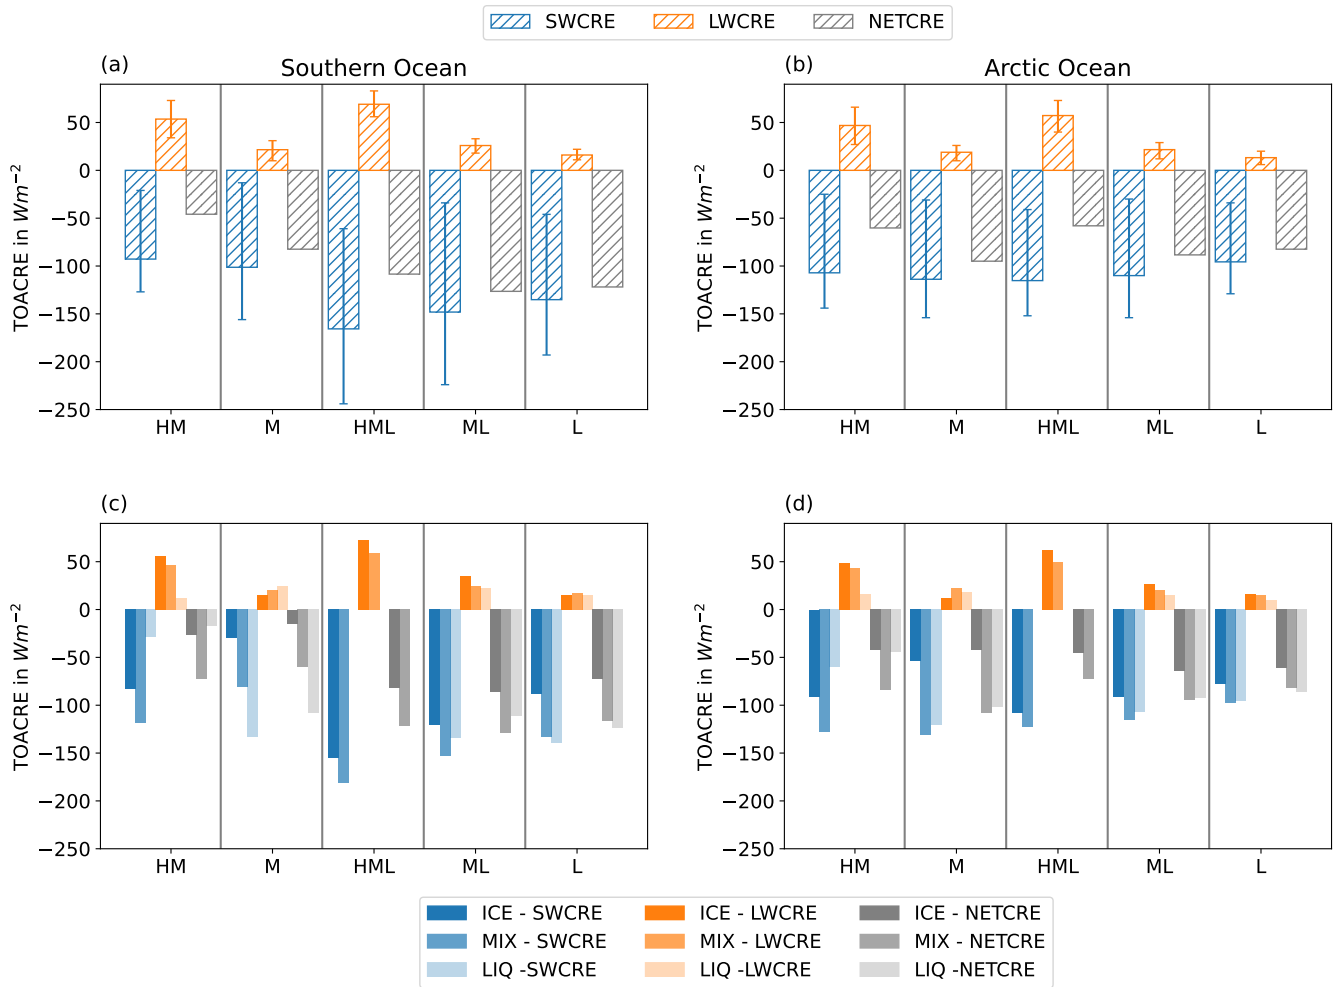 SWCRE LWCRE NETCRE
(a) Southern Ocean
(b) Arctic Ocean
TOACRE in Wm⁻²
50
0
−50
−100
−150
−200
−250
HM M HML ML L
TOACRE in Wm⁻²
50
0
−50
−100
−150
−200
−250
HM M HML ML L
(c)
TOACRE in Wm⁻²
50
0
−50
−100
−150
−200
−250
HM M HML ML L
(d)
TOACRE in Wm⁻²
50
0
−50
−100
−150
−200
−250
HM M HML ML L
ICE - SWCRE ICE - LWCRE ICE - NETCRE
MIX - SWCRE MIX - LWCRE MIX - NETCRE
LIQ -SWCRE LIQ -LWCRE LIQ -NETCRE